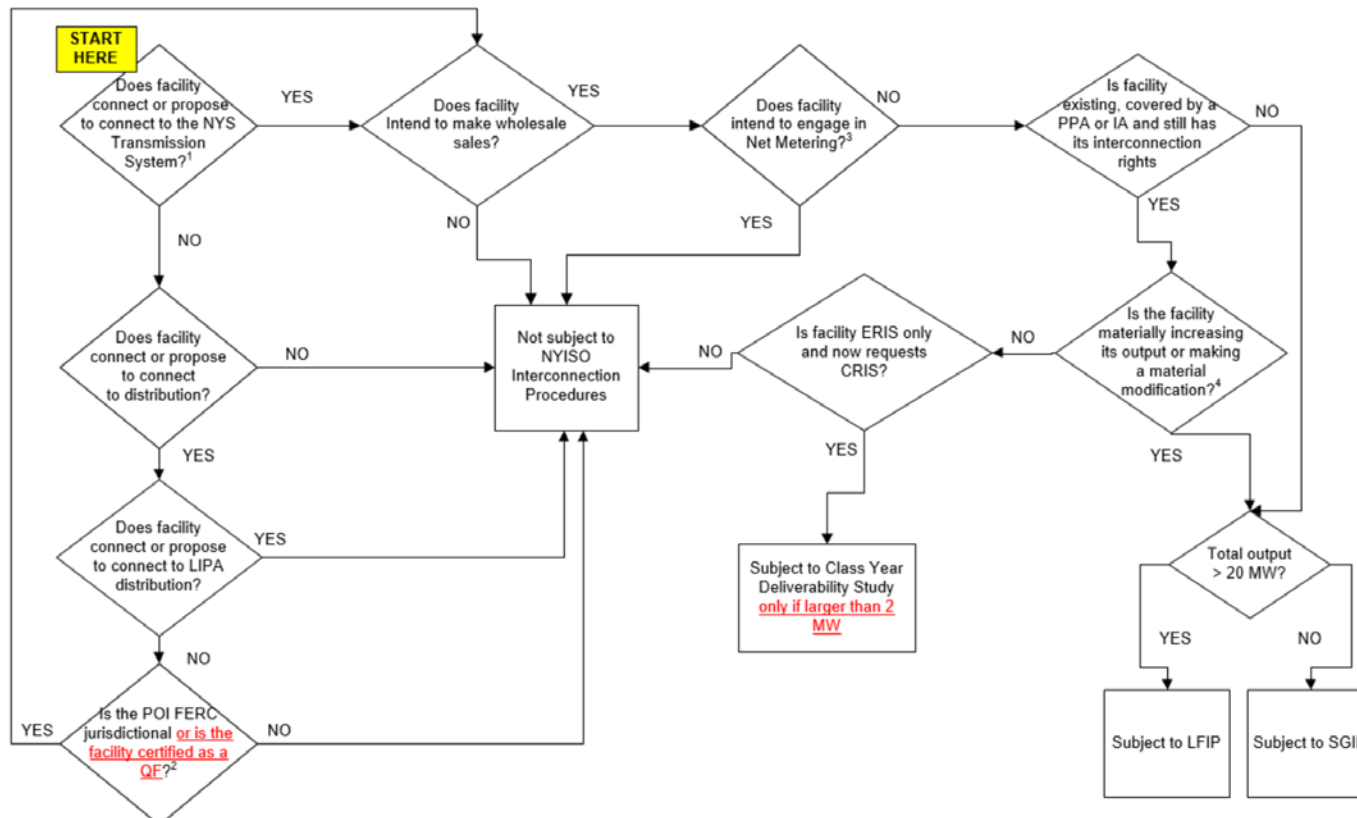 START
HERE
Does facility
connect or propose
to connect to the NYS
Transmission
System?¹
YES
Does facility
Intend to make wholesale
sales?
YES
Does facility
intend to engage in
Net Metering?³
NO
Is facility
existing, covered by a
PPA or IA and still has
its interconnection
rights
NO
NO
NO
YES
YES
Does facility
connect or propose
to connect
to distribution?
NO
Not subject to
NYISO
Interconnection
Procedures
NO
Is facility ERIS only
and now requests
CRIS?
NO
Is the facility
materially increasing
its output or making
a material
modification?⁴
YES
YES
YES
Does facility
connect or propose
to connect to LIPA
distribution?
YES
Subject to Class Year
Deliverability Study
only if larger than 2
MW
Total output
> 20 MW?
YES
NO
NO
YES
Is the POI FERC
jurisdictional or is the
facility certified as a
QF?²
NO
Subject to LFIP
Subject to